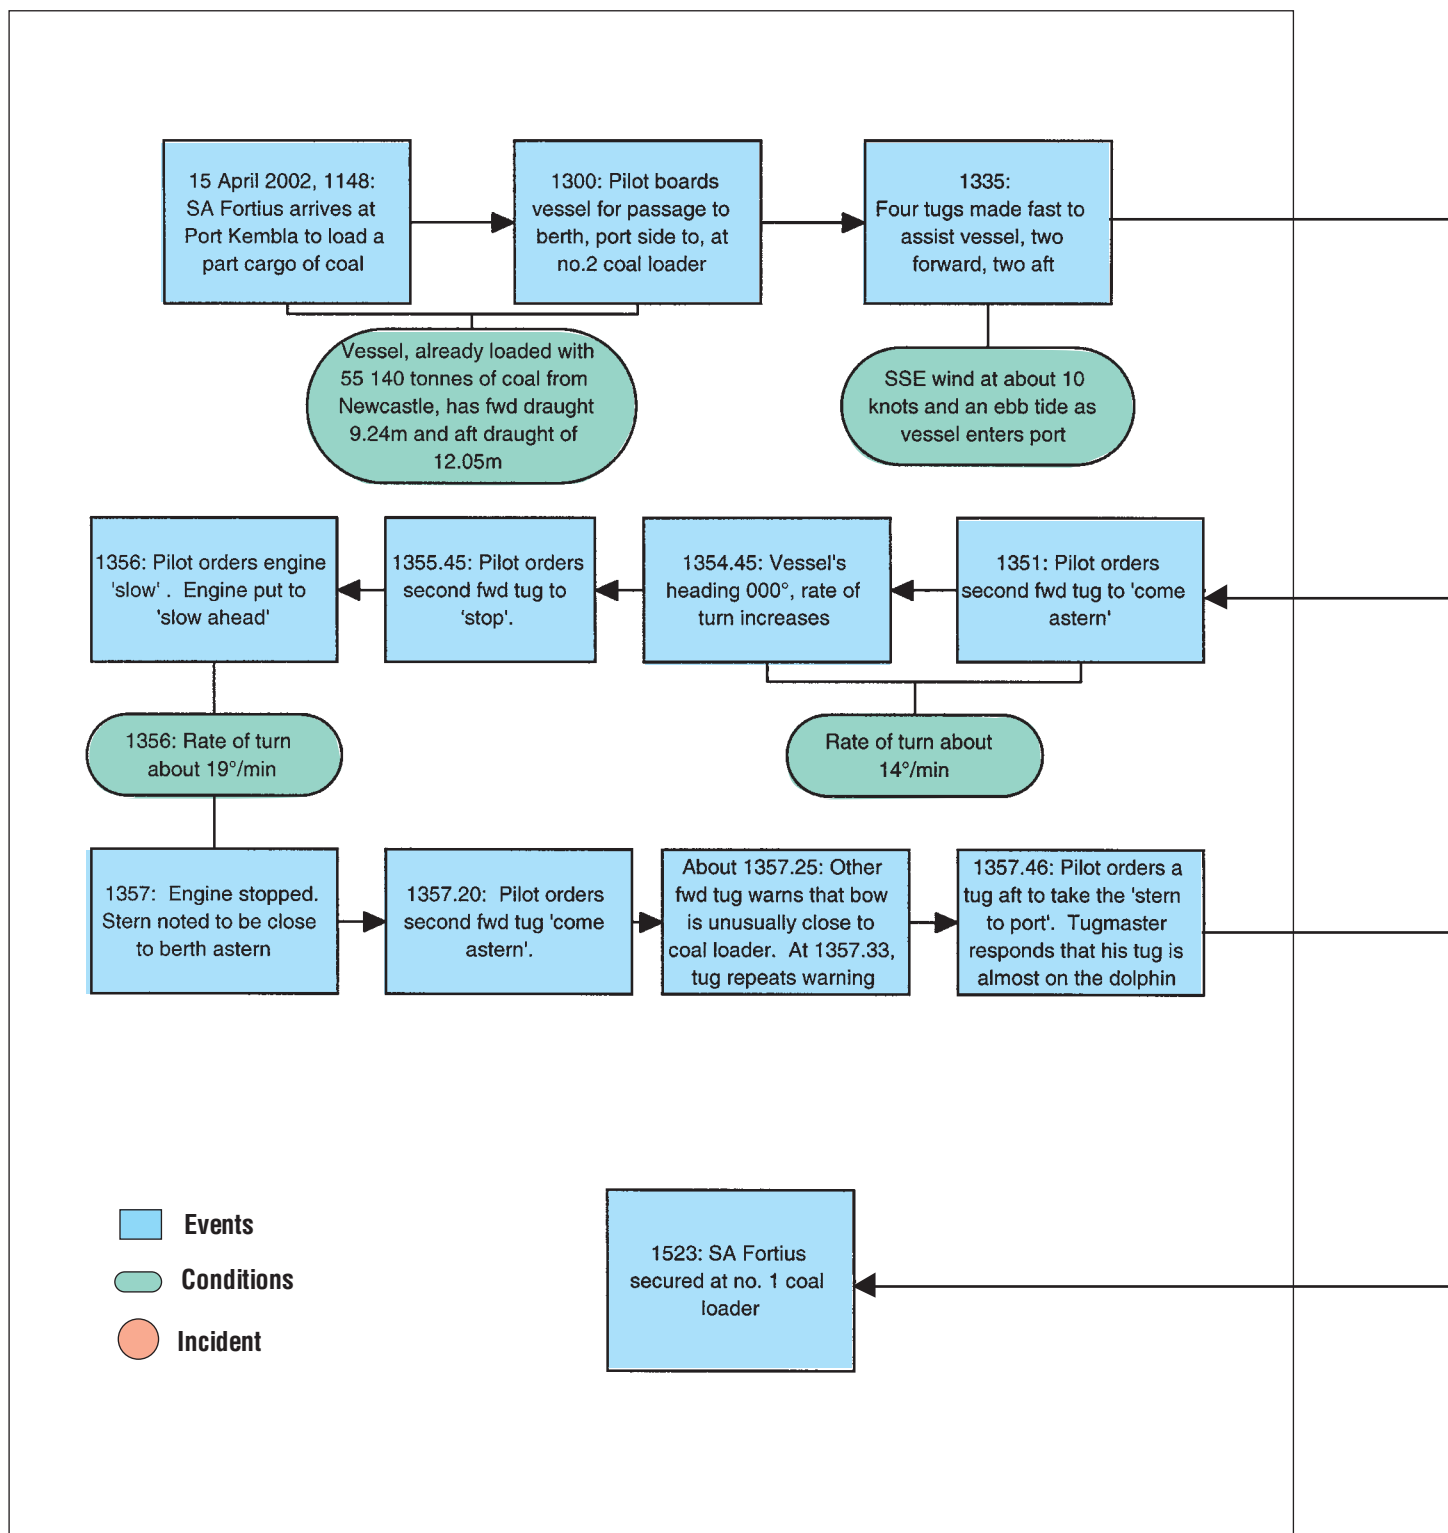 15 April 2002, 1148:
SA Fortius arrives at
Port Kembla to load a
part cargo of coal
1300: Pilot boards
vessel for passage to
berth, port side to, at
no.2 coal loader
1335:
Four tugs made fast to
assist vessel, two
forward, two aft
Vessel, already loaded with
55 140 tonnes of coal from
Newcastle, has fwd draught
9.24m and aft draught of
12.05m
SSE wind at about 10
knots and an ebb tide as
vessel enters port
1356: Pilot orders engine
'slow' . Engine put to
'slow ahead'
1355.45: Pilot orders
second fwd tug to
'stop'.
1354.45: Vessel's
heading 000°, rate of
turn increases
1351: Pilot orders
second fwd tug to 'come
astern'
1356: Rate of turn
about 19°/min
Rate of turn about
14°/min
1357: Engine stopped.
Stern noted to be close
to berth astern
1357.20: Pilot orders
second fwd tug 'come
astern'.
About 1357.25: Other
fwd tug warns that bow
is unusually close to
coal loader. At 1357.33,
tug repeats warning
1357.46: Pilot orders a
tug aft to take the 'stern
to port'. Tugmaster
responds that his tug is
almost on the dolphin
Events
Conditions
Incident
1523: SA Fortius
secured at no. 1 coal
loader